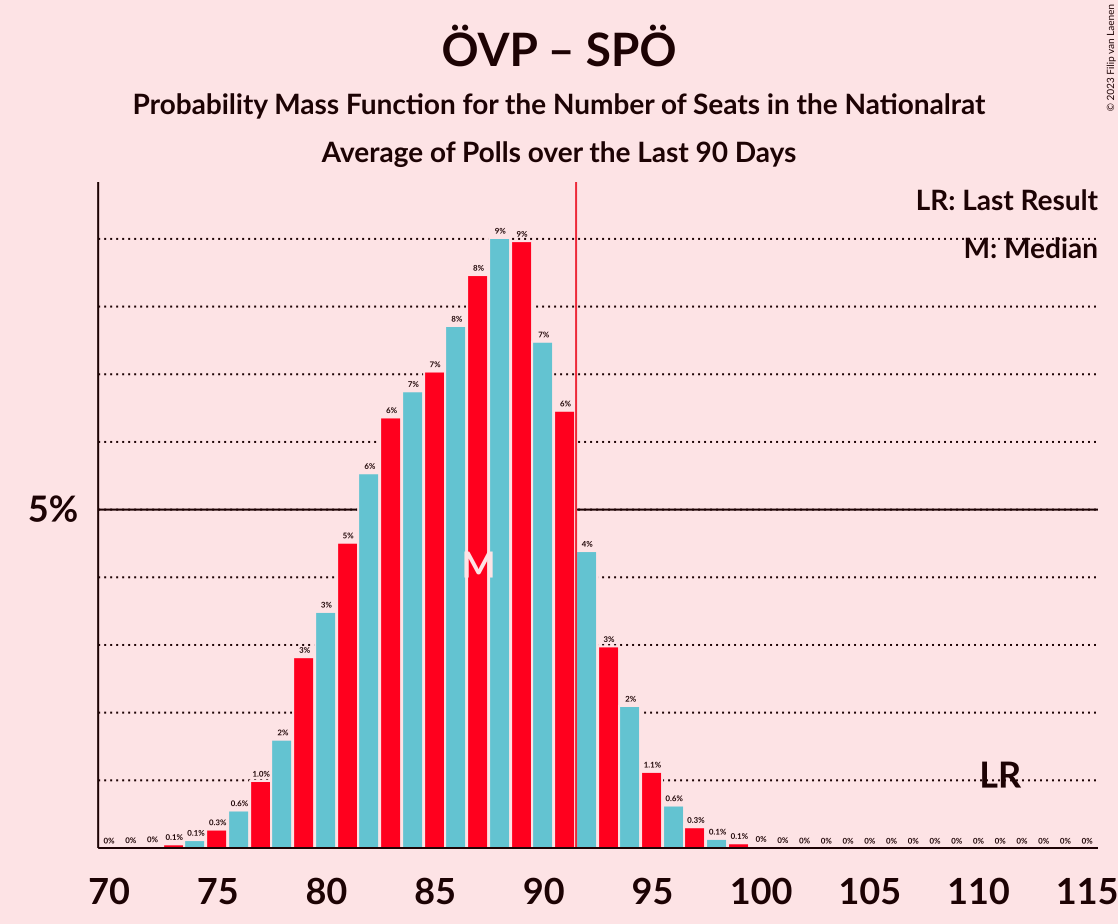 ÖVP – SPÖ
Probability Mass Function for the Number of Seats in the Nationalrat
Average of Polls over the Last 90 Days
© 2023 Filip van Laenen
LR: Last Result
M: Median
5%
0% 0% 0% 0.1% 0.1% 0.3% 0.6% 1.0% 2% 3% 3% 5% 6% 6% 7% 7% 8% 8% 9% 9% 7% 6% 4% 3% 2% 1.1% 0.6% 0.3% 0.1% 0.1% 0% 0% 0% 0% 0% 0% 0% 0% 0% 0% 0% 0% 0% 0% 0% 0%
M
LR
70 75 80 85 90 95 100 105 110 115